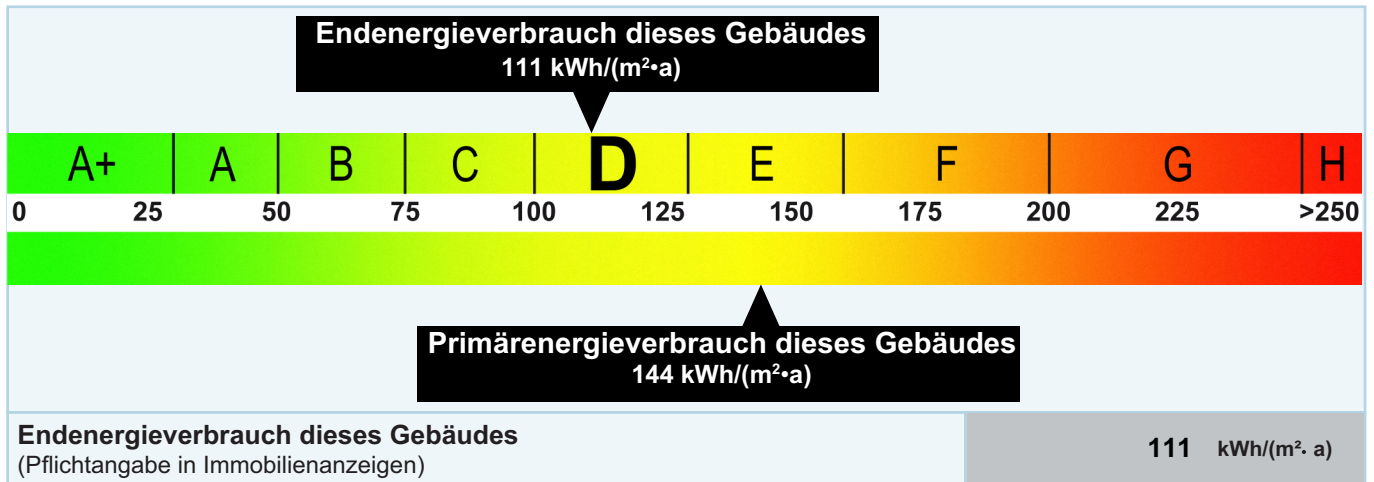 Endenergieverbrauch dieses Gebäudes
111 kWh/(m²•a)
A+ A B C D E F G H
0 25 50 75 100 125 150 175 200 225 >250
Primärenergieverbrauch dieses Gebäudes
144 kWh/(m²•a)
Endenergieverbrauch dieses Gebäudes
(Pflichtangabe in Immobilienanzeigen)
111 kWh/(m²· a)